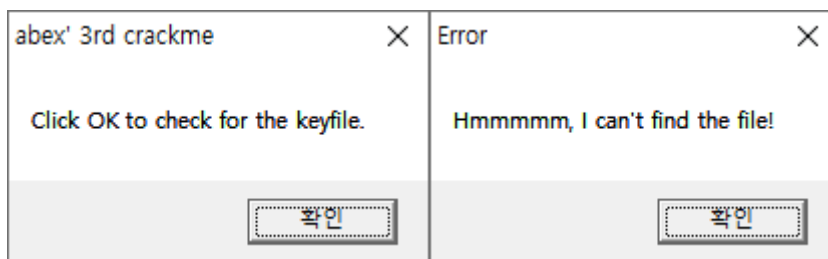 abex' 3rd crackme
Click OK to check for the keyfile.
확인
Error
Hmmmmm, I can't find the file!
확인